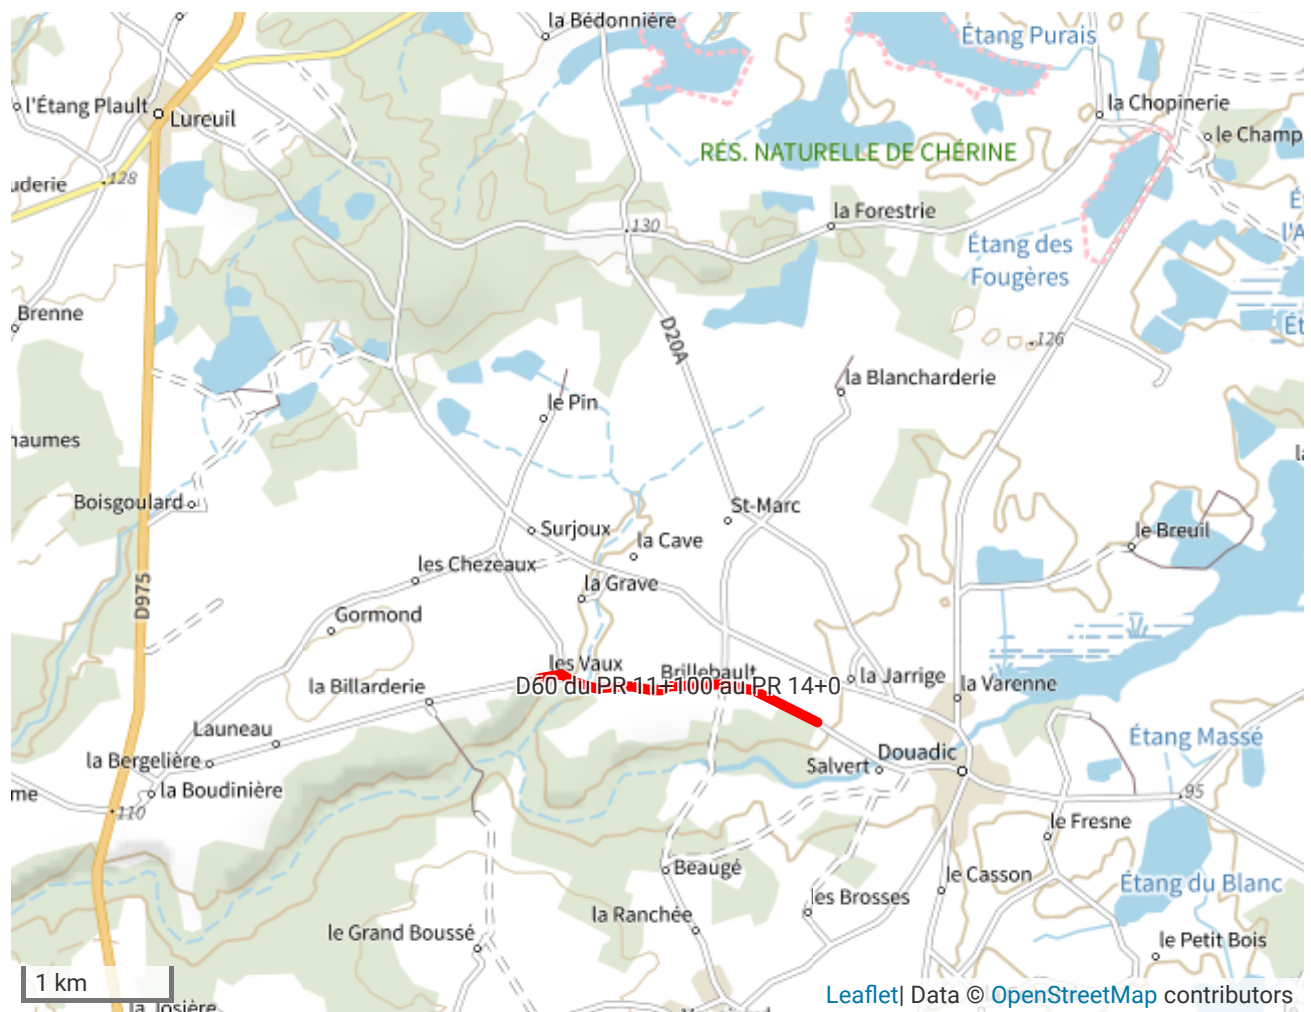 la Bédonnière
Étang Purais
l'Étang Plault
Lureuil
la Chopinerie
le Champ
RÉS. NATURELLE DE CHÉRINE
128
uderie
la Forestrie
130
É
l'A
Étang des
Fougères
Brenne
Ét
D20A
126
la Blancharderie
le Pin
haumes
la
Boisgoulard
St-Marc
Surjoux
le Breuil
la Cave
les Chezeaux
la Grave
D975
Gormond
les Vaux
Brillebault
la Jarrige
la Varenne
la Billarderie
D60 du PR 11+100 au PR 14+0
Launeau
Étang Massé
la Bergelière
Douadic
Salvert
me
la Boudinière
95
110
le Fresne
Beaugé
le Casson
Étang du Blanc
les Brosses
la Ranchée
le Grand Boussé
le Petit Bois
1 km
la Josière
Leaflet| Data © OpenStreetMap contributors